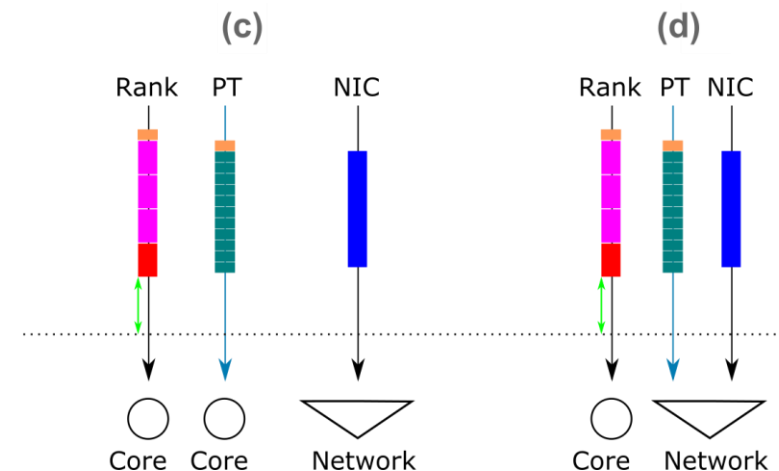 (c) (d)
Rank PT NIC Rank PT NIC
Core Core Network Core Network